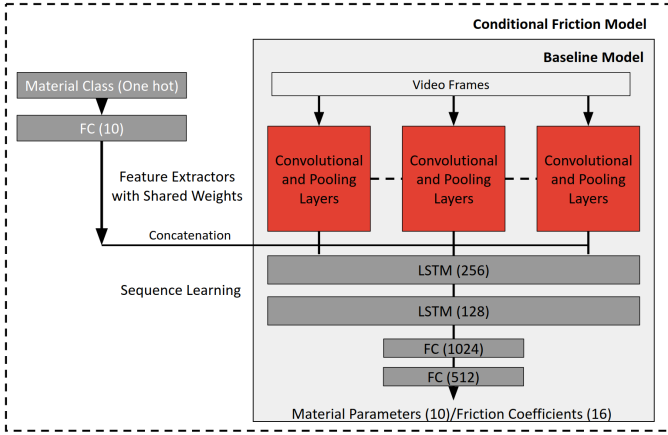 Conditional Friction Model
Baseline Model
Material Class (One hot)
FC (10)
Video Frames
Feature Extractors
with Shared Weights
Convolutional
and Pooling
Layers
Convolutional
and Pooling
Layers
Convolutional
and Pooling
Layers
Concatenation
Sequence Learning
LSTM (256)
LSTM (128)
FC (1024)
FC (512)
Material Parameters (10)/Friction Coefficients (16)